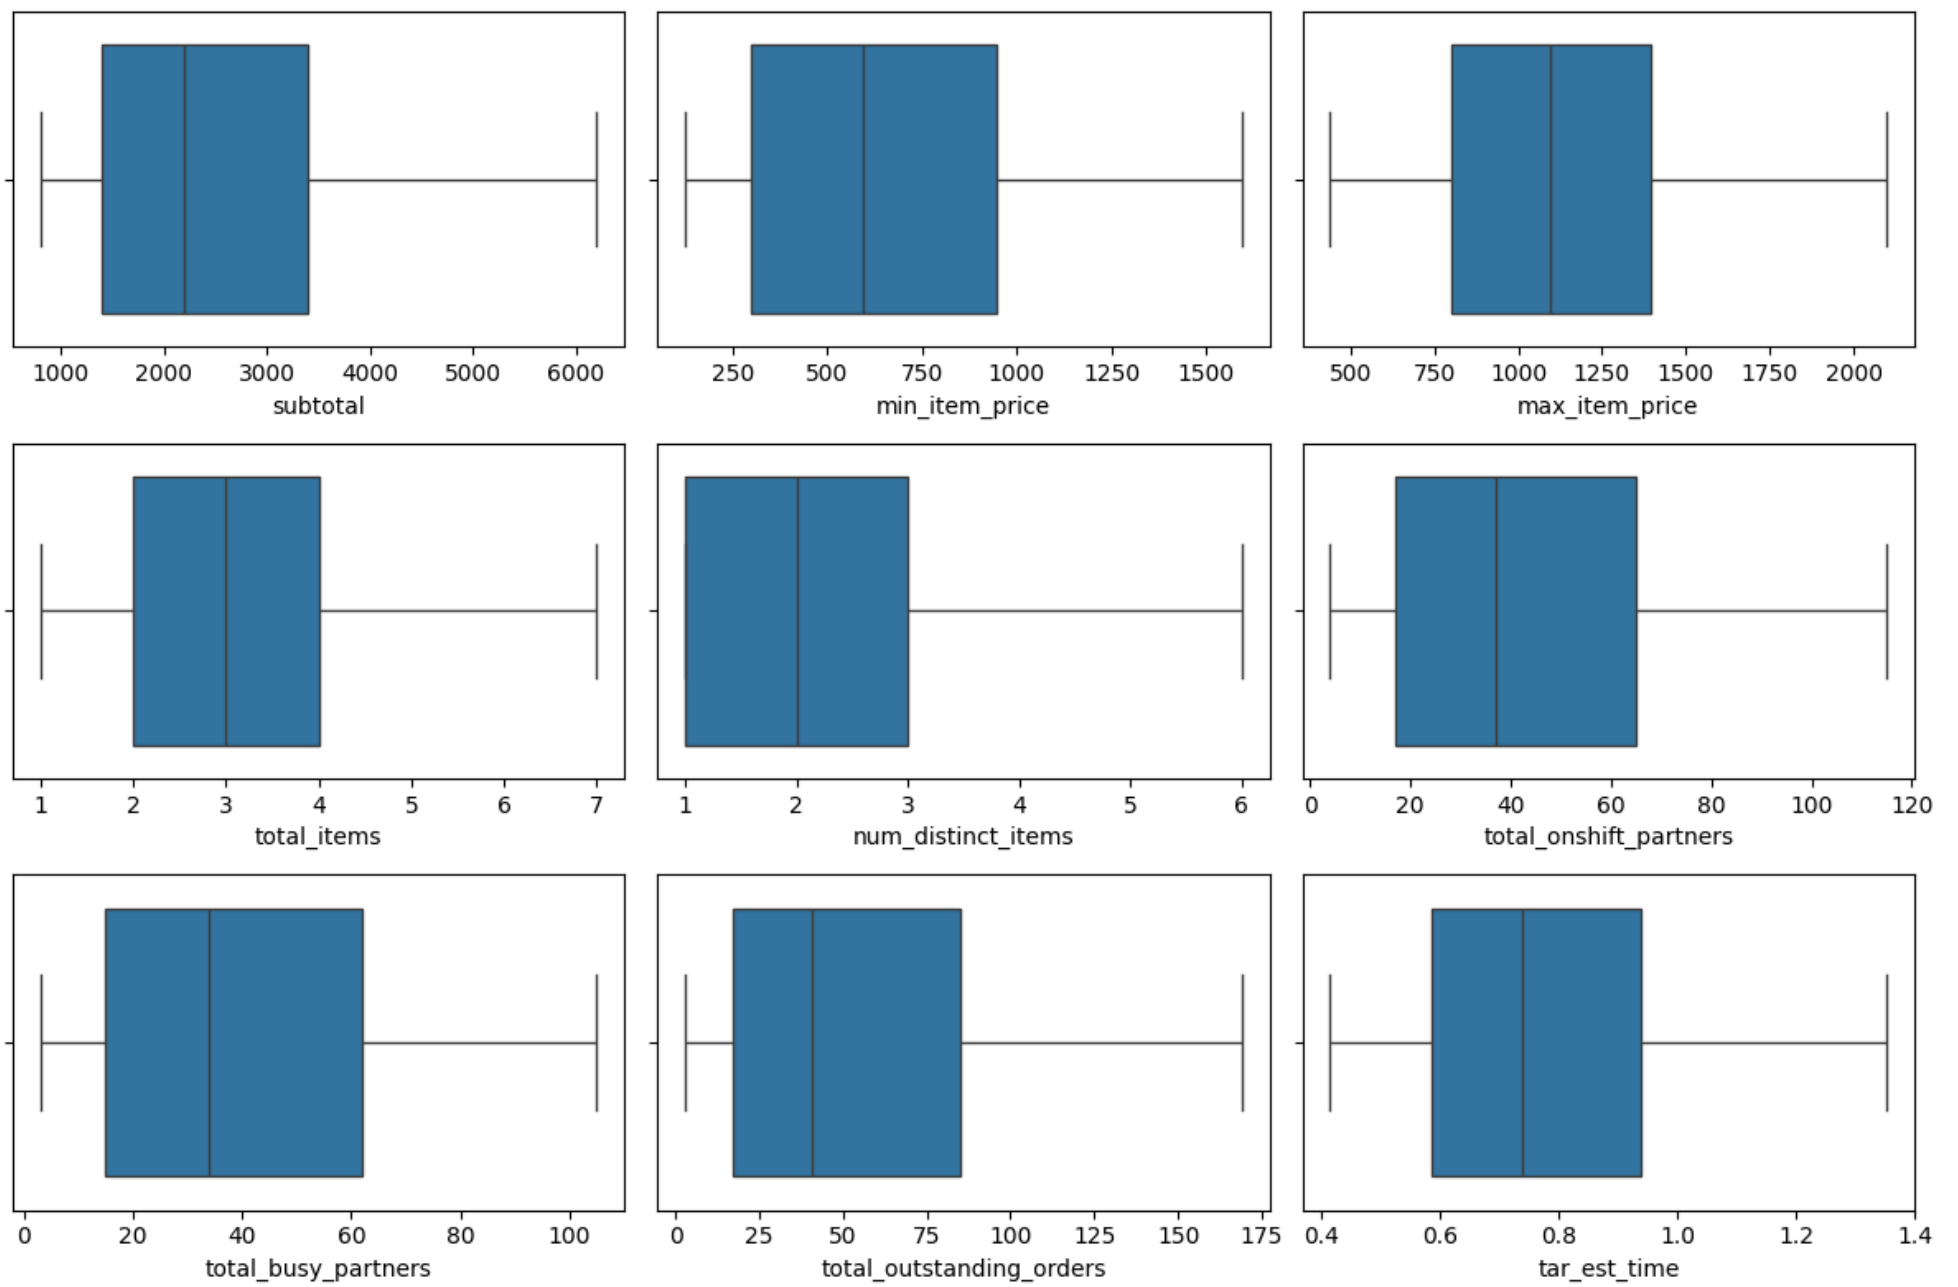 1000 2000 3000 4000 5000 6000
subtotal
250 500 750 1000 1250 1500
min_item_price
500 750 1000 1250 1500 1750 2000
max_item_price
1 2 3 4 5 6 7
total_items
1 2 3 4 5 6
num_distinct_items
0 20 40 60 80 100 120
total_onshift_partners
0 20 40 60 80 100
total_busy_partners
0 25 50 75 100 125 150 175
total_outstanding_orders
0.4 0.6 0.8 1.0 1.2 1.4
tar_est_time